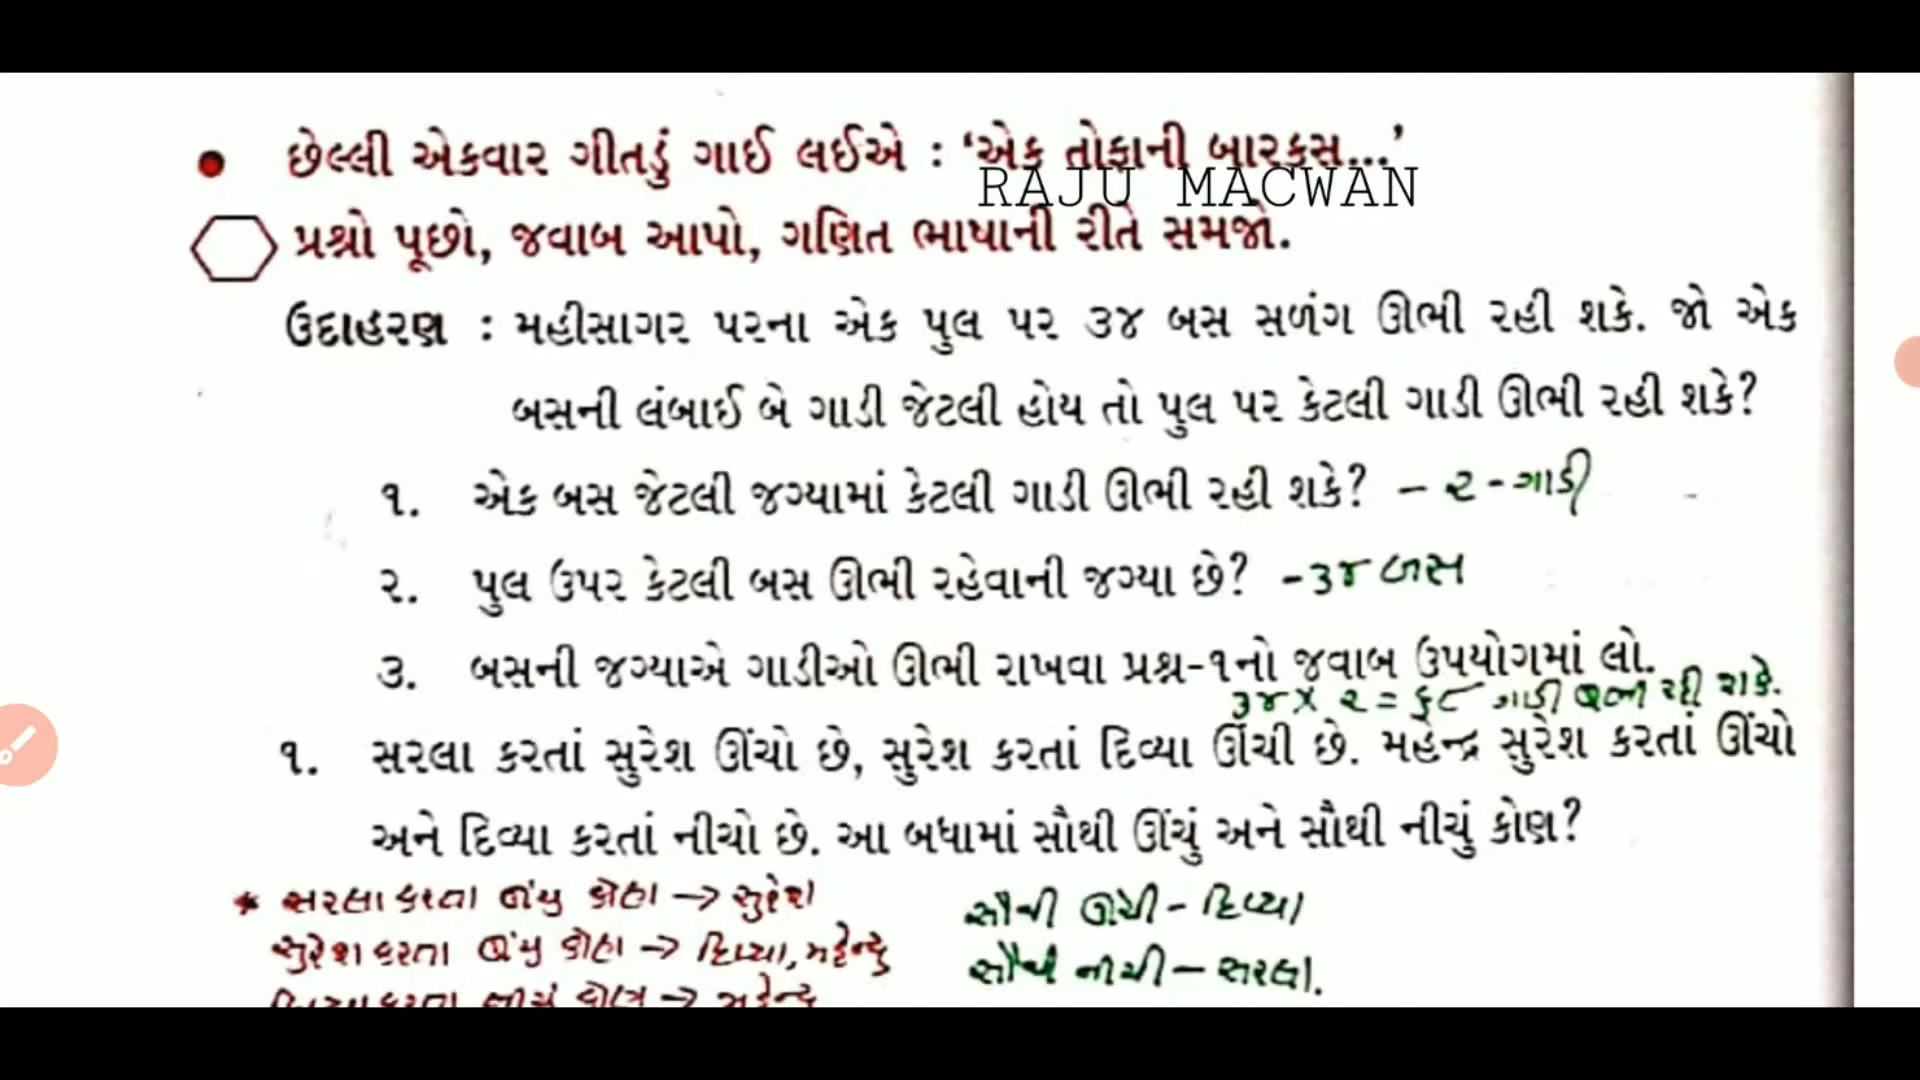 છેલ્લી એકવાર ગીતડું ગાઈ લઈએ : ‘એક તોફાની બારકસ...’
RAJU MACWAN
પ્રશ્નો પૂછો, જવાબ આપો, ગણિત ભાષાની રીતે સમજો.
ઉદાહરણ : મહીસાગર પરના એક પુલ પર ૩૪ બસ સળંગ ઊભી રહી શકે. જો એક
બસની લંબાઈ બે ગાડી જેટલી હોય તો પુલ પર કેટલી ગાડી ઊભી રહી શકે?
૧. એક બસ જેટલી જગ્યામાં કેટલી ગાડી ઊભી રહી શકે? – ૨ - ગાડી
૨. પુલ ઉપર કેટલી બસ ઊભી રહેવાની જગ્યા છે? - ૩૪ બસ
૩. બસની જગ્યાએ ગાડીઓ ઊભી રાખવા પ્રશ્ન-૧નો જવાબ ઉપયોગમાં લો.
૩૪ × ૨ = ૬૮ ગાડી ઊભી રહી શકે.
૧. સરલા કરતાં સુરેશ ઊંચો છે, સુરેશ કરતાં દિવ્યા ઊંચી છે. મહેન્દ્ર સુરેશ કરતાં ઊંચો
અને દિવ્યા કરતાં નીચો છે. આ બધામાં સૌથી ઊંચું અને સૌથી નીચું કોણ?
* સરલા કરતા ઊંચુ કોણ → સુરેશ
સુરેશ કરતા ઊંચુ કોણ → દિવ્યા, મહેન્દ્ર
દિવ્યા કરતા નીચું કોણ → મહેન્દ્ર
સૌથી ઊંચી - દિવ્યા
સૌથી નીચી – સરલા.